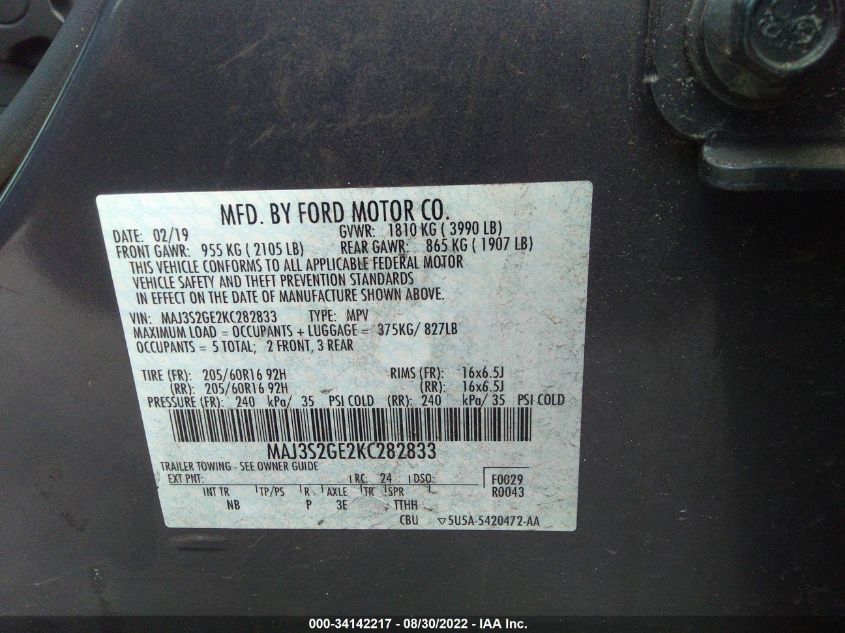 MFD. BY FORD MOTOR CO.
DATE: 02/19 GVWR: 1810 KG ( 3990 LB)
FRONT GAWR: 955 KG ( 2105 LB) REAR GAWR: 865 KG ( 1907 LB)
THIS VEHICLE CONFORMS TO ALL APPLICABLE FEDERAL MOTOR
VEHICLE SAFETY AND THEFT PREVENTION STANDARDS
IN EFFECT ON THE DATE OF MANUFACTURE SHOWN ABOVE.
VIN: MAJ3S2GE2KC282833 TYPE: MPV
MAXIMUM LOAD = OCCUPANTS + LUGGAGE = 375KG/ 827LB
OCCUPANTS = 5 TOTAL; 2 FRONT, 3 REAR
TIRE (FR): 205/60R16 92H RIMS (FR): 16x6.5J
(RR): 205/60R16 92H (RR): 16x6.5J
PRESSURE (FR): 240 kPa/ 35 PSI COLD (RR): 240 kPa/ 35 PSI COLD
MAJ3S2GE2KC282833
TRAILER TOWING - SEE OWNER GUIDE
EXT PNT: RC: 24 DSO: F0029
INT TR TP/PS R AXLE TR SPR R0043
NB P 3E TTHH
CBU ▽5U5A-5420472-AA
000-34142217 - 08/30/2022 - IAA Inc.